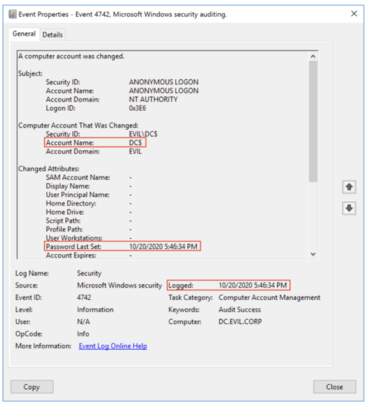 Event Properties - Event 4742, Microsoft Windows security auditing.
General Details
A computer account was changed.
Subject:
Security ID: ANONYMOUS LOGON
Account Name: ANONYMOUS LOGON
Account Domain: NT AUTHORITY
Logon ID: 0x3E6
Computer Account That Was Changed:
Security ID: EVIL\DC$
Account Name: DC$
Account Domain: EVIL
Changed Attributes:
SAM Account Name: -
Display Name: -
User Principal Name: -
Home Directory: -
Home Drive: -
Script Path: -
Profile Path: -
User Workstations: -
Password Last Set: 10/20/2020 5:46:34 PM
Account Expires: -
Log Name: Security
Source: Microsoft Windows security Logged: 10/20/2020 5:46:34 PM
Event ID: 4742 Task Category: Computer Account Management
Level: Information Keywords: Audit Success
User: N/A Computer: DC.EVIL.CORP
OpCode: Info
More Information: Event Log Online Help
Copy Close